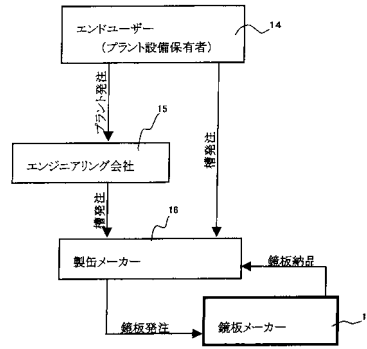 エンドユーザー
(プラント設備保有者)
14
プラント発注
15
エンジニアリング会社
槽発注
槽発注
16
製缶メーカー
鏡板納品
鏡板発注
鏡板メーカー
1